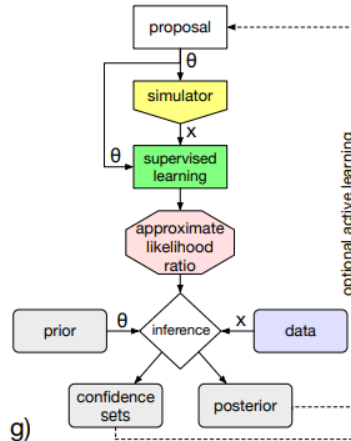 proposal
θ
simulator
x
θ
supervised
learning
approximate
likelihood
ratio
optional active learning
prior
θ
inference
x
data
confidence
sets
posterior
g)